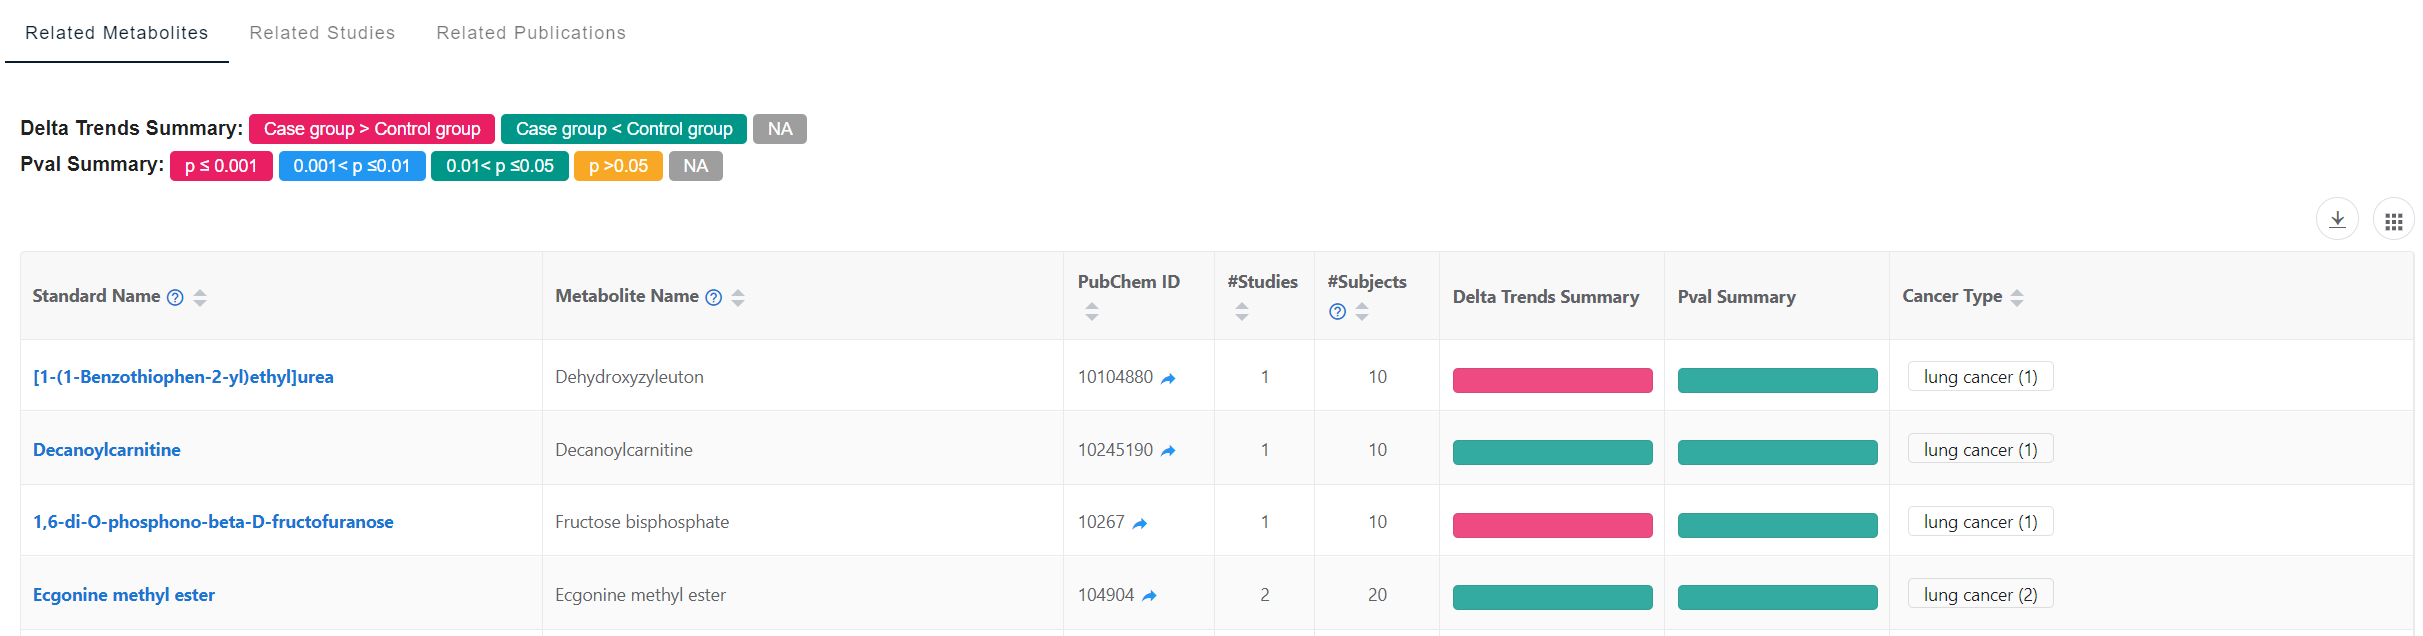 Related Metabolites Related Studies Related Publications
Delta Trends Summary: Case group > Control group Case group < Control group NA
Pval Summary: p ≤ 0.001 0.001< p ≤0.01 0.01< p ≤0.05 p >0.05 NA
Standard Name Metabolite Name PubChem ID #Studies #Subjects Delta Trends Summary Pval Summary Cancer Type
[1-(1-Benzothiophen-2-yl)ethyl]urea Dehydroxyzyleuton 10104880 1 10 lung cancer (1)
Decanoylcarnitine Decanoylcarnitine 10245190 1 10 lung cancer (1)
1,6-di-O-phosphono-beta-D-fructofuranose Fructose bisphosphate 10267 1 10 lung cancer (1)
Ecgonine methyl ester Ecgonine methyl ester 104904 2 20 lung cancer (2)